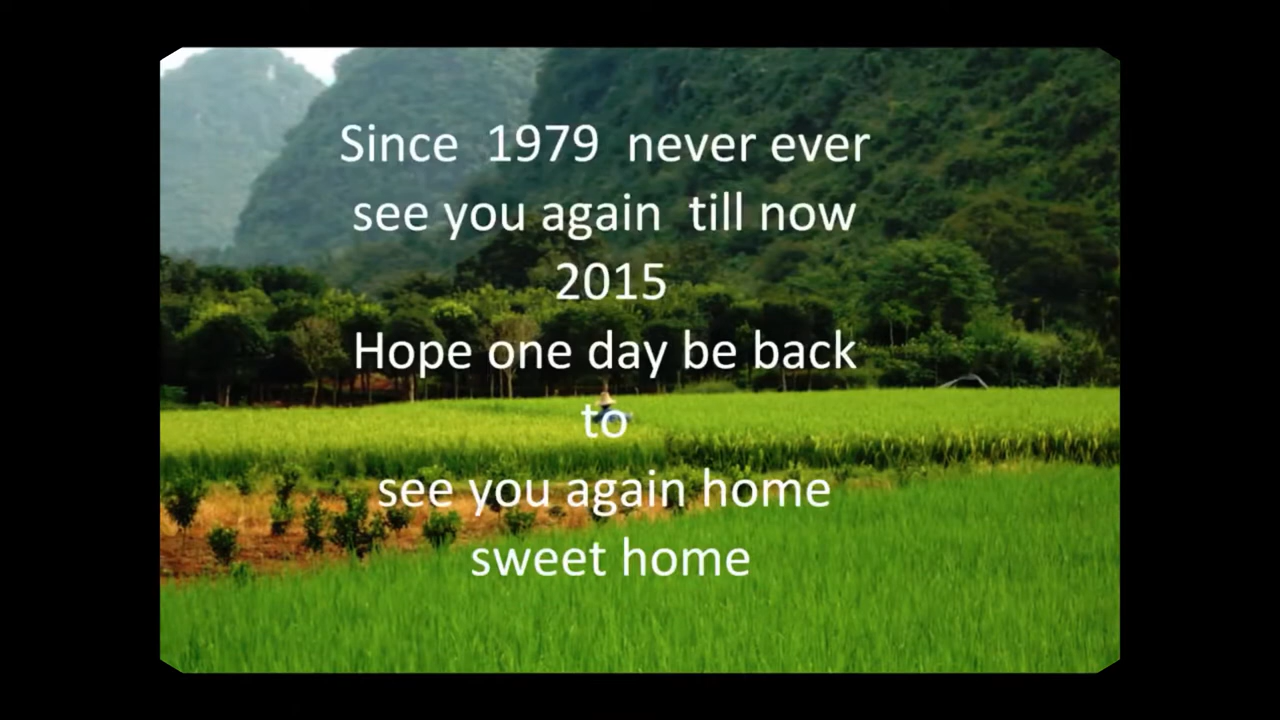 Since 1979 never ever
see you again till now
2015
Hope one day be back
to
see you again home
sweet home